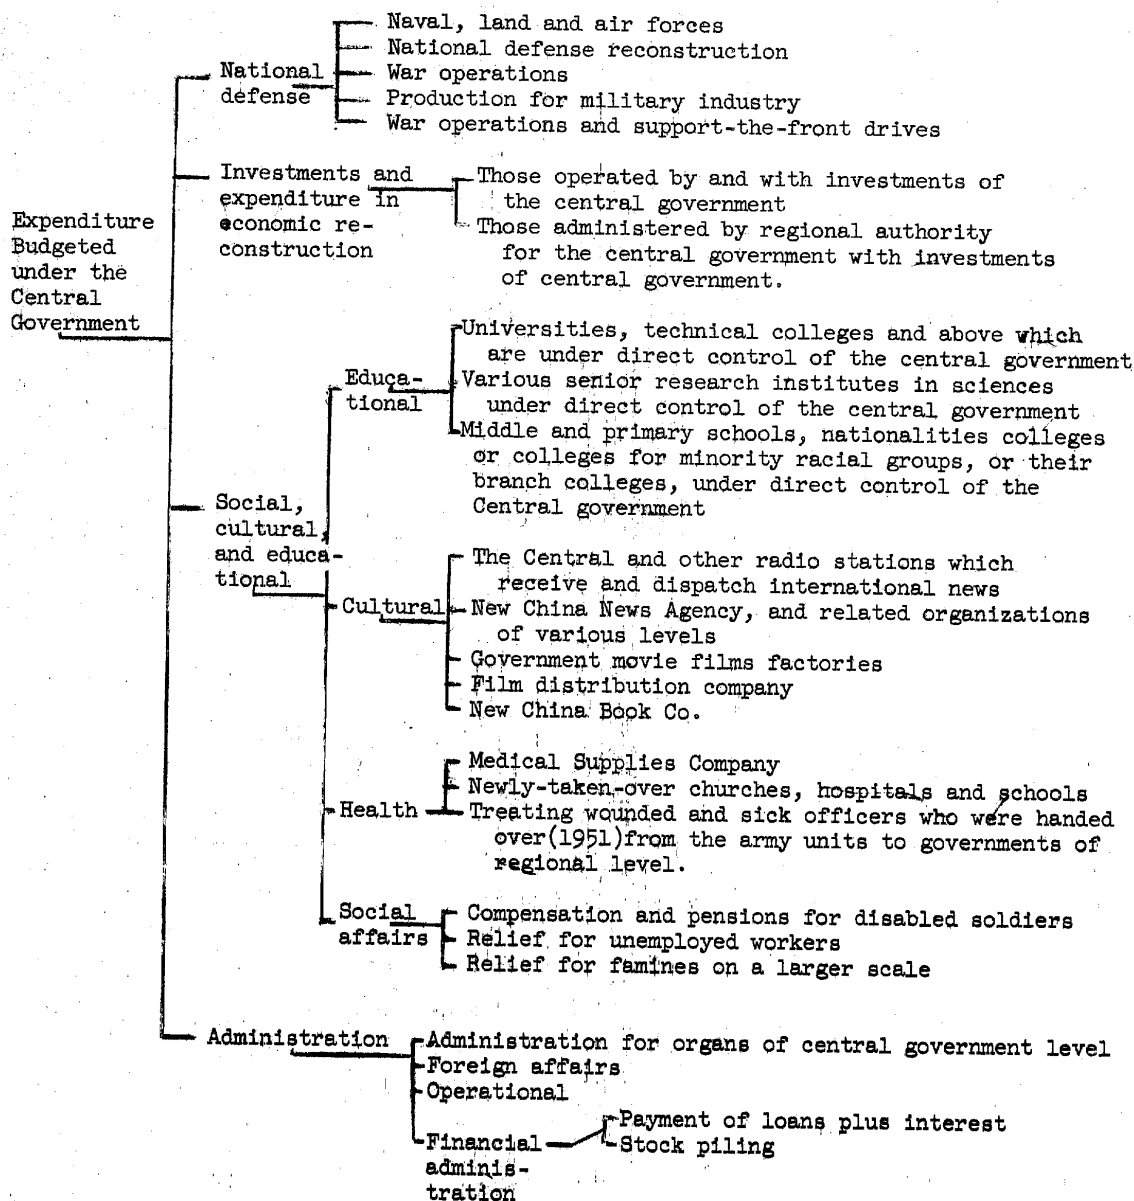 Expenditure
Budgeted
under the
Central
Government
National
defense
Naval, land and air forces
National defense reconstruction
War operations
Production for military industry
War operations and support-the-front drives
Investments and
expenditure in
economic re-
construction
Those operated by and with investments of
the central government
Those administered by regional authority
for the central government with investments
of central government.
Social,
cultural,
and educa-
tional
Educa-
tional
Universities, technical colleges and above which
are under direct control of the central government
Various senior research institutes in sciences
under direct control of the central government
Middle and primary schools, nationalities colleges
or colleges for minority racial groups, or their
branch colleges, under direct control of the
Central government
Cultural
The Central and other radio stations which
receive and dispatch international news
New China News Agency, and related organizations
of various levels
Government movie films factories
Film distribution company
New China Book Co.
Health
Medical Supplies Company
Newly-taken-over churches, hospitals and schools
Treating wounded and sick officers who were handed
over(1951)from the army units to governments of
regional level.
Social
affairs
Compensation and pensions for disabled soldiers
Relief for unemployed workers
Relief for famines on a larger scale
Administration
Administration for organs of central government level
Foreign affairs
Operational
Financial
adminis-
tration
Payment of loans plus interest
Stock piling